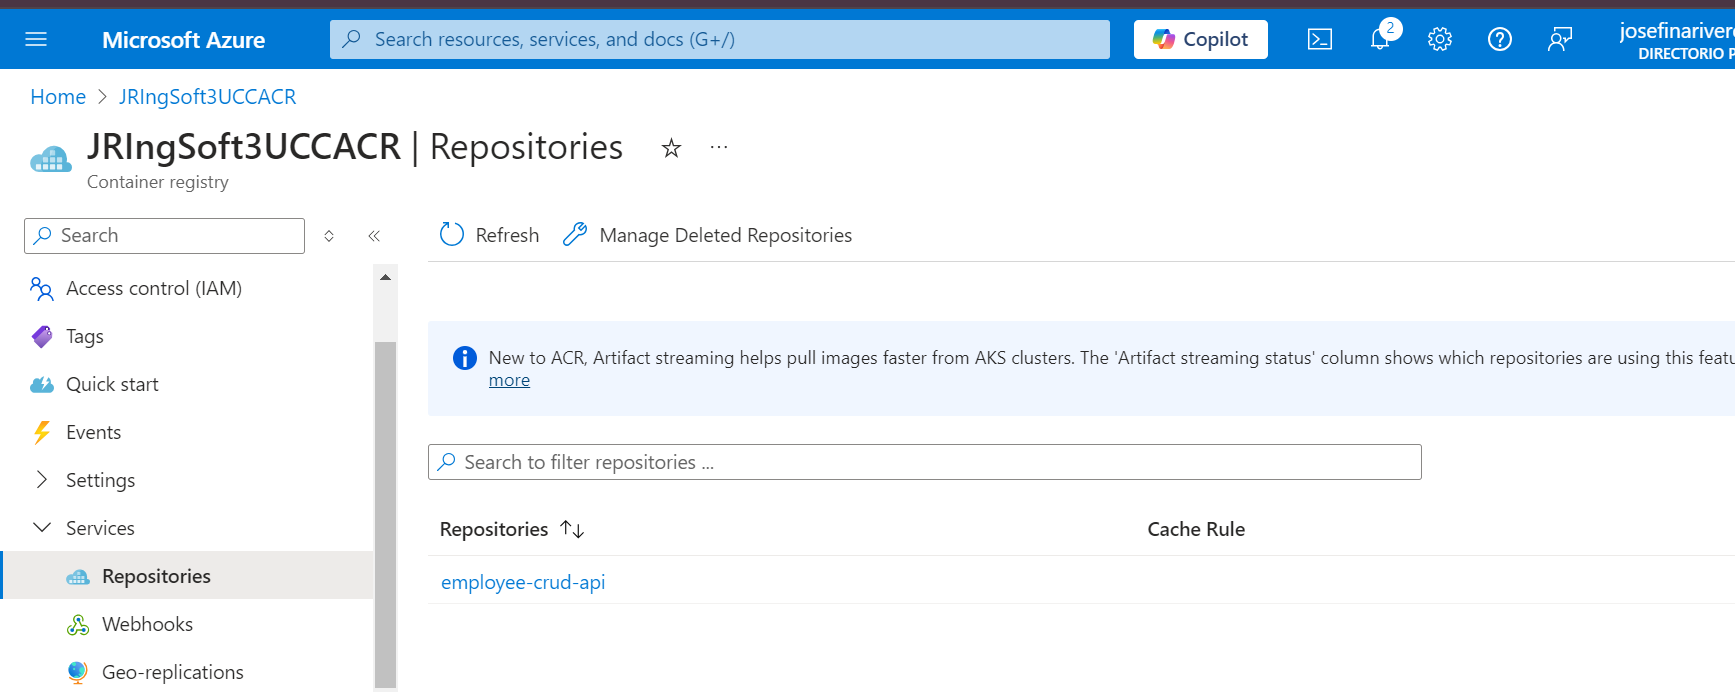 Microsoft Azure
Search resources, services, and docs (G+/)
Copilot
2
josefinarivero
DIRECTORIO P
Home > JRIngSoft3UCCACR
JRIngSoft3UCCACR | Repositories
Container registry
Search
Refresh
Manage Deleted Repositories
Access control (IAM)
Tags
Quick start
Events
Settings
Services
Repositories
Webhooks
Geo-replications
New to ACR, Artifact streaming helps pull images faster from AKS clusters. The 'Artifact streaming status' column shows which repositories are using this featu
more
Search to filter repositories ...
Repositories
Cache Rule
employee-crud-api